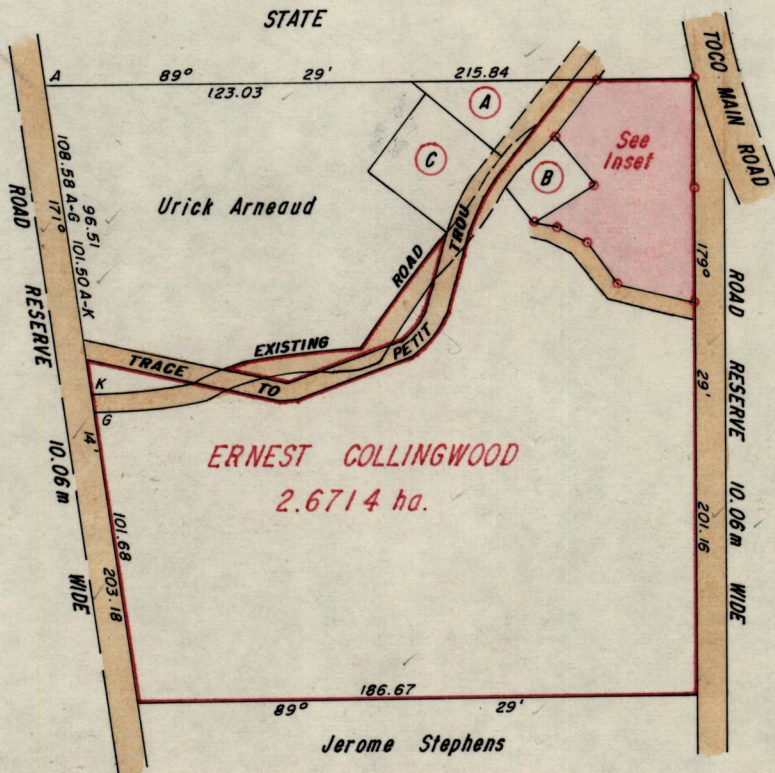 STATE
TOCO MAIN ROAD
A
89° 29'
123.03
215.84
A
C
B
See
Inset
Urick Arneaud
108.58 A-G
171°
96.51
101.50 A-K
ROAD RESERVE 10.06m WIDE
EXISTING ROAD
TRACE TO PETIT TROU
K
G
14'
101.68
203.18
179° 29'
201.16
ROAD RESERVE 10.06m WIDE
ERNEST COLLINGWOOD
2.6714 ha.
186.67
89° 29'
Jerome Stephens